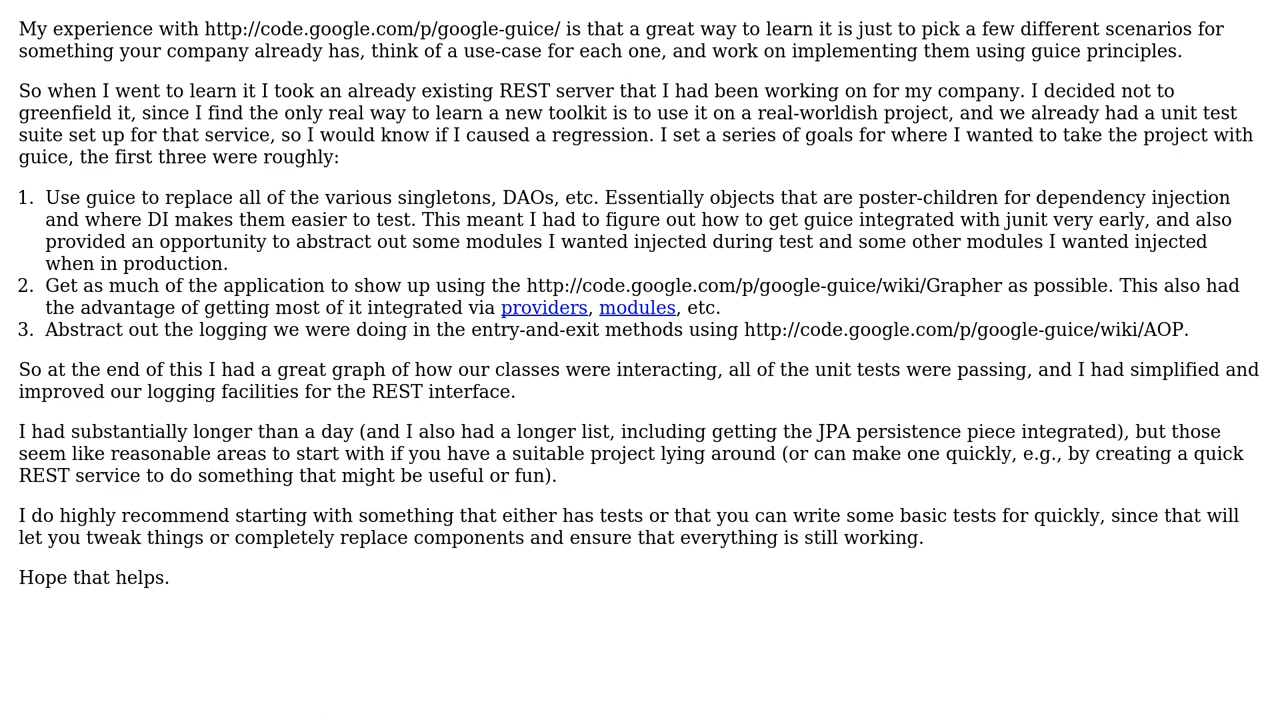 My experience with http://code.google.com/p/google-guice/ is that a great way to learn it is just to pick a few different scenarios for
something your company already has, think of a use-case for each one, and work on implementing them using guice principles.
So when I went to learn it I took an already existing REST server that I had been working on for my company. I decided not to
greenfield it, since I find the only real way to learn a new toolkit is to use it on a real-worldish project, and we already had a unit test
suite set up for that service, so I would know if I caused a regression. I set a series of goals for where I wanted to take the project with
guice, the first three were roughly:
1. Use guice to replace all of the various singletons, DAOs, etc. Essentially objects that are poster-children for dependency injection
and where DI makes them easier to test. This meant I had to figure out how to get guice integrated with junit very early, and also
provided an opportunity to abstract out some modules I wanted injected during test and some other modules I wanted injected
when in production.
2. Get as much of the application to show up using the http://code.google.com/p/google-guice/wiki/Grapher as possible. This also had
the advantage of getting most of it integrated via providers, modules, etc.
3. Abstract out the logging we were doing in the entry-and-exit methods using http://code.google.com/p/google-guice/wiki/AOP.
So at the end of this I had a great graph of how our classes were interacting, all of the unit tests were passing, and I had simplified and
improved our logging facilities for the REST interface.
I had substantially longer than a day (and I also had a longer list, including getting the JPA persistence piece integrated), but those
seem like reasonable areas to start with if you have a suitable project lying around (or can make one quickly, e.g., by creating a quick
REST service to do something that might be useful or fun).
I do highly recommend starting with something that either has tests or that you can write some basic tests for quickly, since that will
let you tweak things or completely replace components and ensure that everything is still working.
Hope that helps.